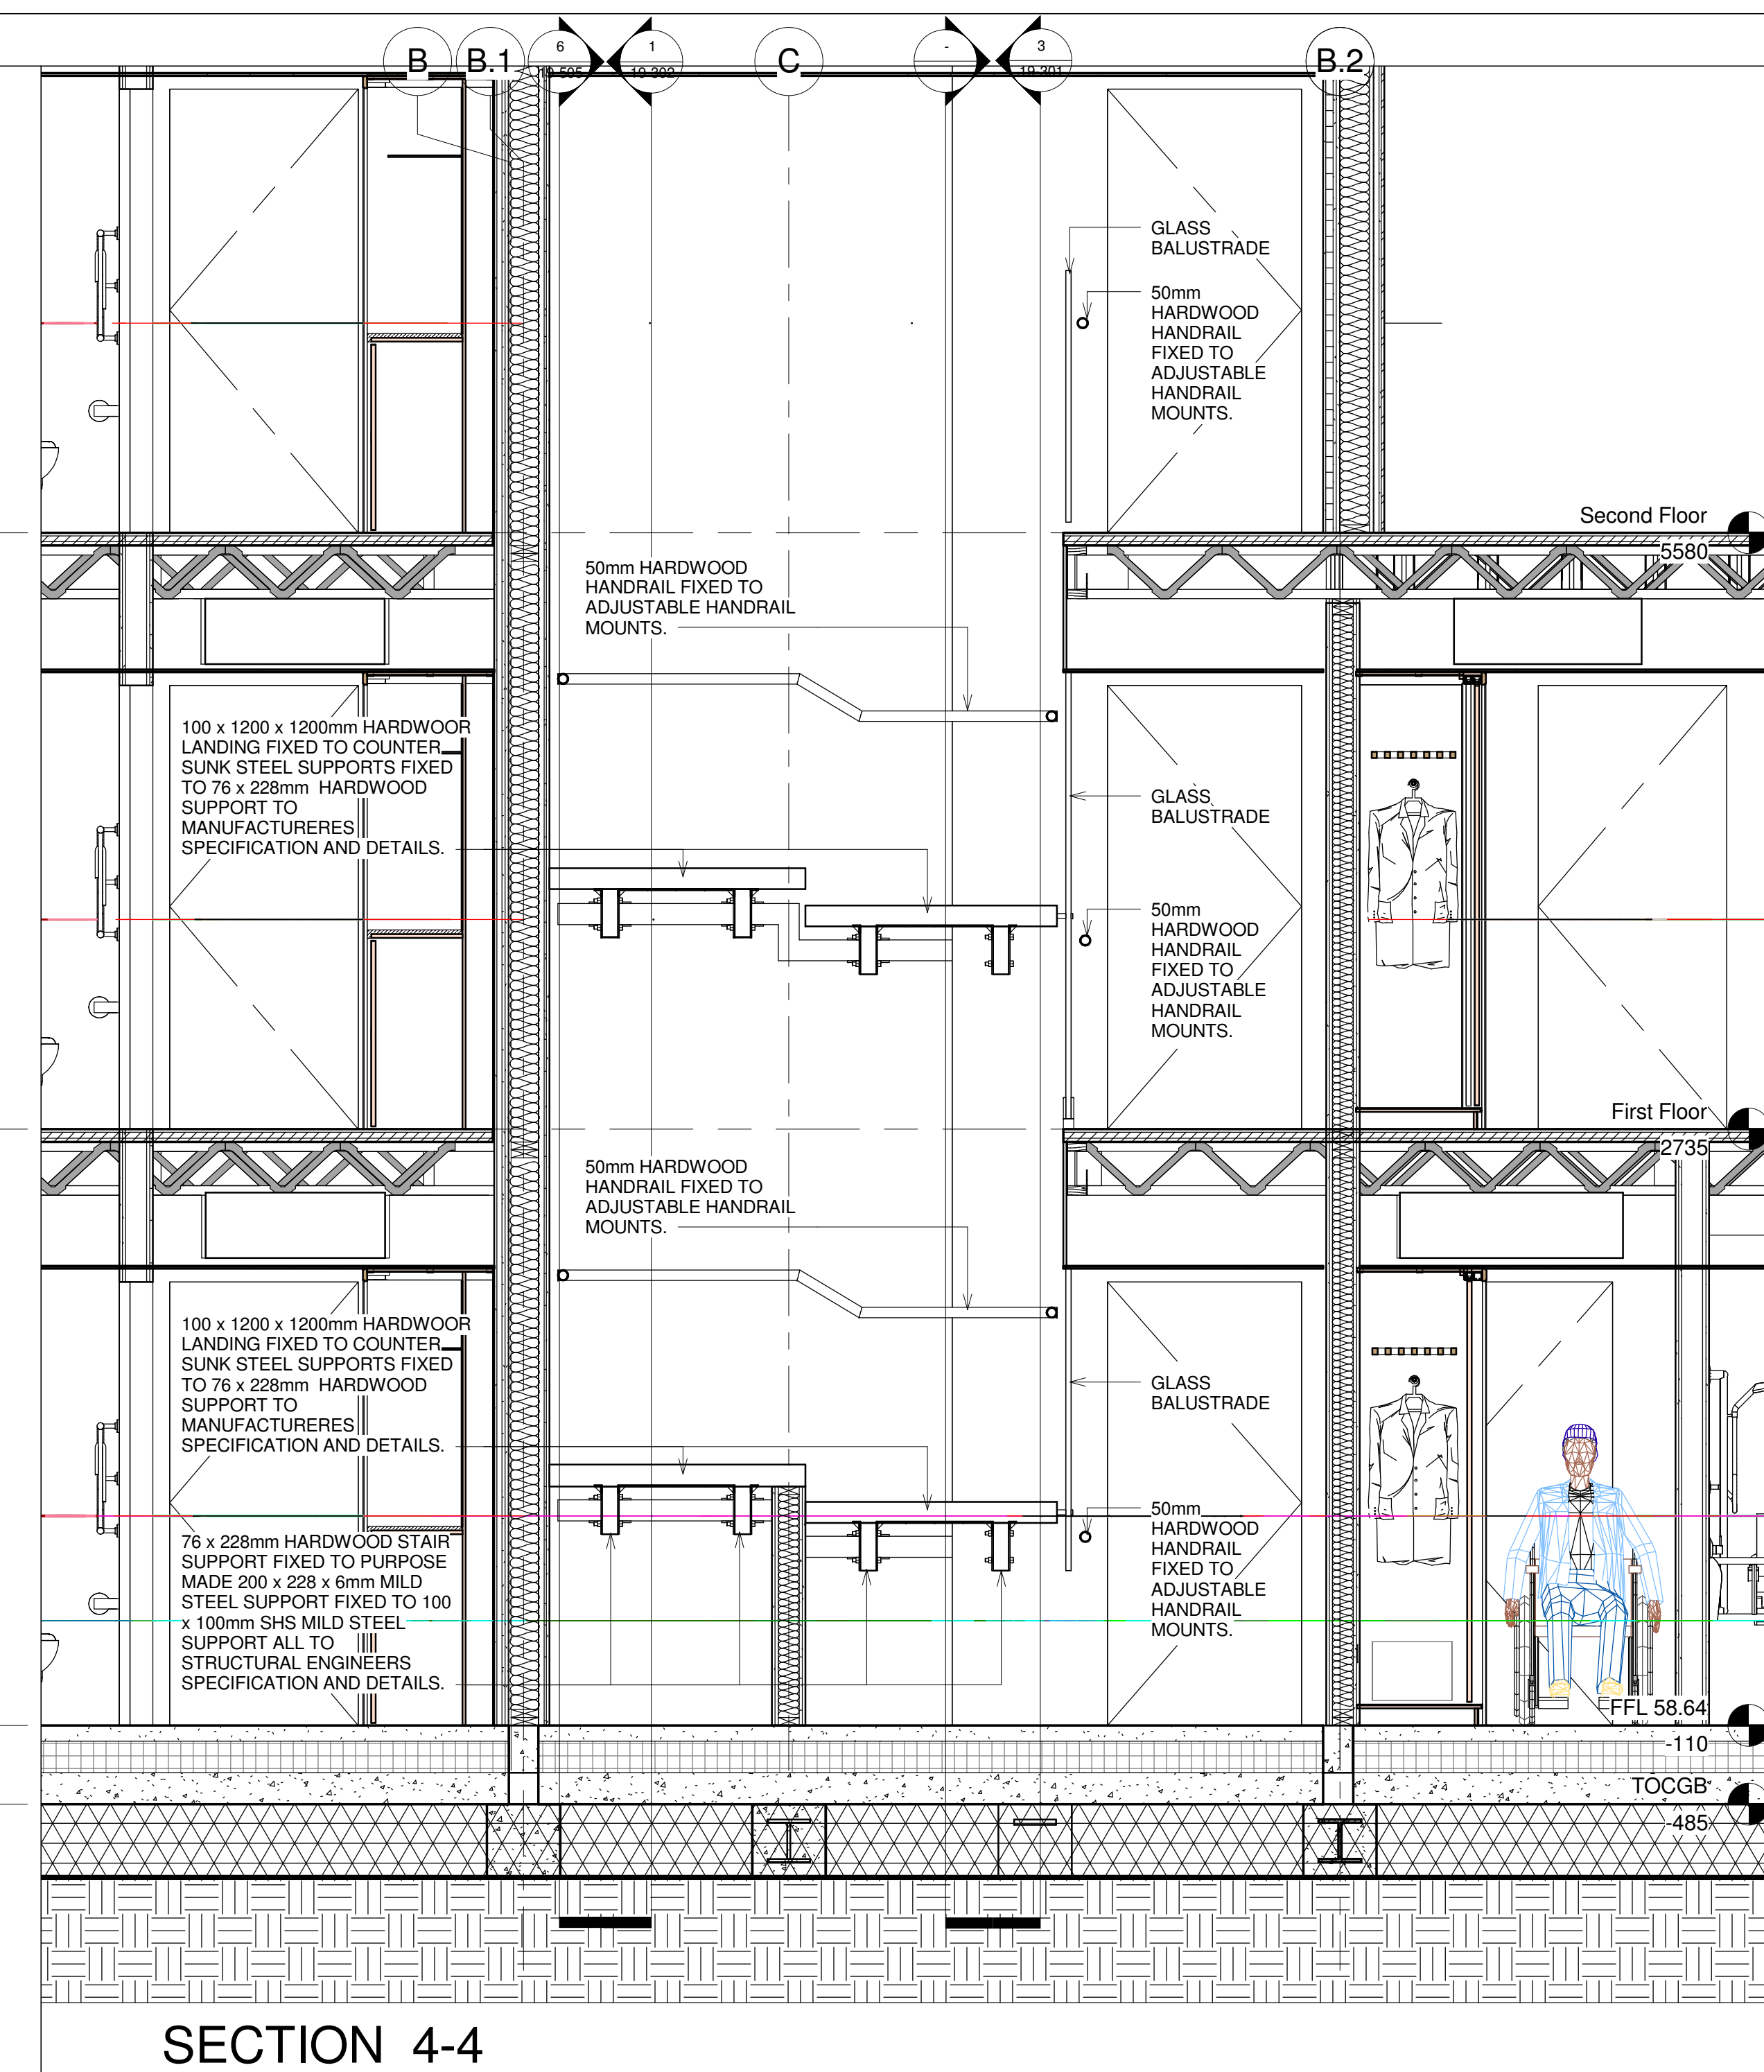 B
B.1
6
19-505
1
19-302
C
-
3
19-301
B.2
GLASS
BALUSTRADE
50mm
HARDWOOD
HANDRAIL
FIXED TO
ADJUSTABLE
HANDRAIL
MOUNTS.
Second Floor
5580
50mm HARDWOOD
HANDRAIL FIXED TO
ADJUSTABLE HANDRAIL
MOUNTS.
100 x 1200 x 1200mm HARDWOOR
LANDING FIXED TO COUNTER
SUNK STEEL SUPPORTS FIXED
TO 76 x 228mm HARDWOOD
SUPPORT TO
MANUFACTURERES
SPECIFICATION AND DETAILS.
GLASS
BALUSTRADE
50mm
HARDWOOD
HANDRAIL
FIXED TO
ADJUSTABLE
HANDRAIL
MOUNTS.
First Floor
2735
50mm HARDWOOD
HANDRAIL FIXED TO
ADJUSTABLE HANDRAIL
MOUNTS.
100 x 1200 x 1200mm HARDWOOR
LANDING FIXED TO COUNTER
SUNK STEEL SUPPORTS FIXED
TO 76 x 228mm HARDWOOD
SUPPORT TO
MANUFACTURERES
SPECIFICATION AND DETAILS.
GLASS
BALUSTRADE
50mm
HARDWOOD
HANDRAIL
FIXED TO
ADJUSTABLE
HANDRAIL
MOUNTS.
76 x 228mm HARDWOOD STAIR
SUPPORT FIXED TO PURPOSE
MADE 200 x 228 x 6mm MILD
STEEL SUPPORT FIXED TO 100
x 100mm SHS MILD STEEL
SUPPORT ALL TO
STRUCTURAL ENGINEERS
SPECIFICATION AND DETAILS.
FFL 58.64
-110
TOCGB
-485
SECTION 4-4